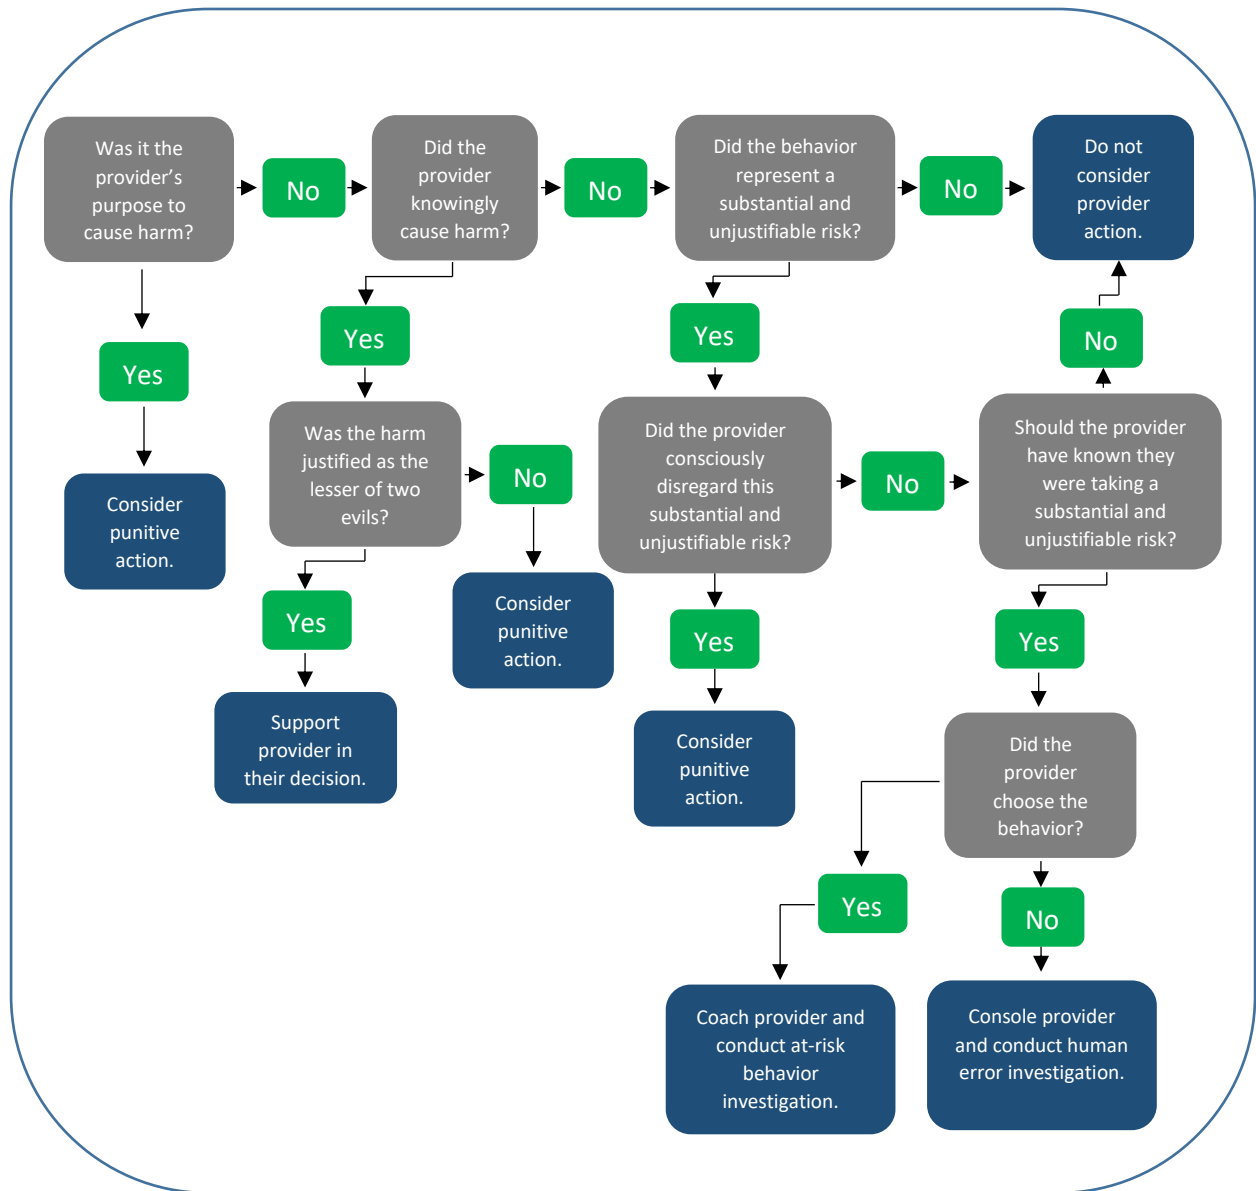 Was it the
provider’s
purpose to
cause harm?
No
Did the
provider
knowingly
cause harm?
No
Did the behavior
represent a
substantial and
unjustifiable risk?
No
Do not
consider
provider
action.
Yes
Consider
punitive
action.
Yes
Was the harm
justified as the
lesser of two
evils?
No
Consider
punitive
action.
Yes
Support
provider in
their decision.
Yes
Did the provider
consciously
disregard this
substantial and
unjustifiable risk?
No
Should the provider
have known they
were taking a
substantial and
unjustifiable risk?
No
Yes
Consider
punitive
action.
Yes
Did the
provider
choose the
behavior?
Yes
Coach provider and
conduct at-risk
behavior
investigation.
No
Console provider
and conduct human
error investigation.